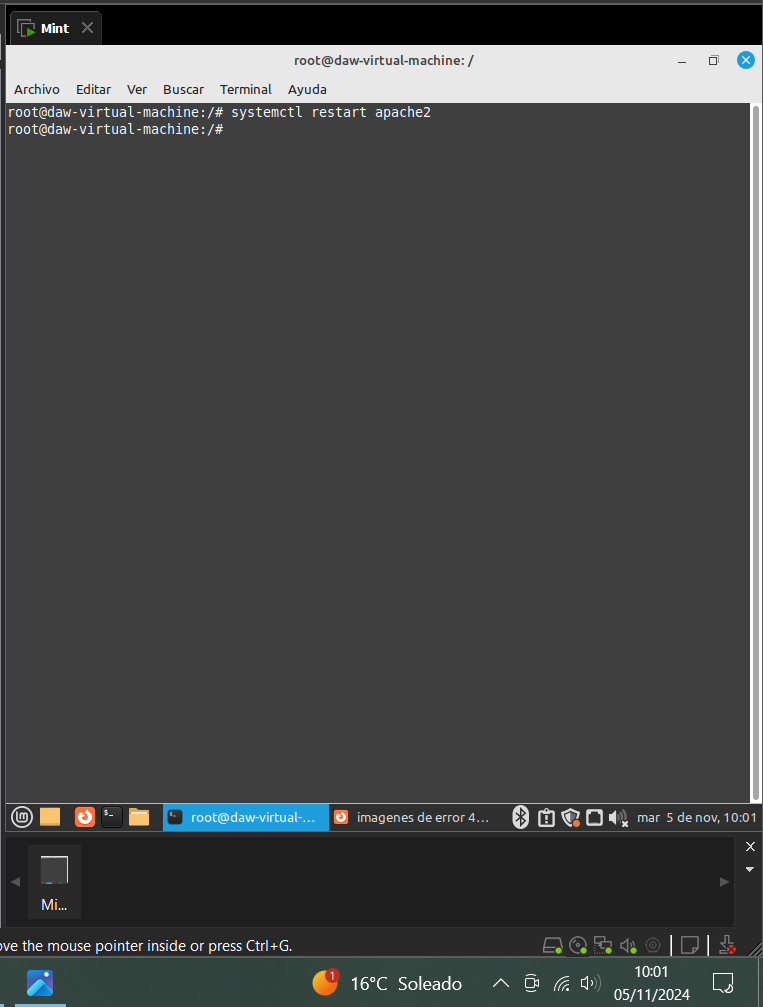 Mint
root@daw-virtual-machine: /
Archivo Editar Ver Buscar Terminal Ayuda
root@daw-virtual-machine:/# systemctl restart apache2
root@daw-virtual-machine:/#
root@daw-virtual-... imagenes de error 4... mar 5 de nov, 10:01
Mi...
ove the mouse pointer inside or press Ctrl+G.
1 16°C Soleado 10:01
05/11/2024